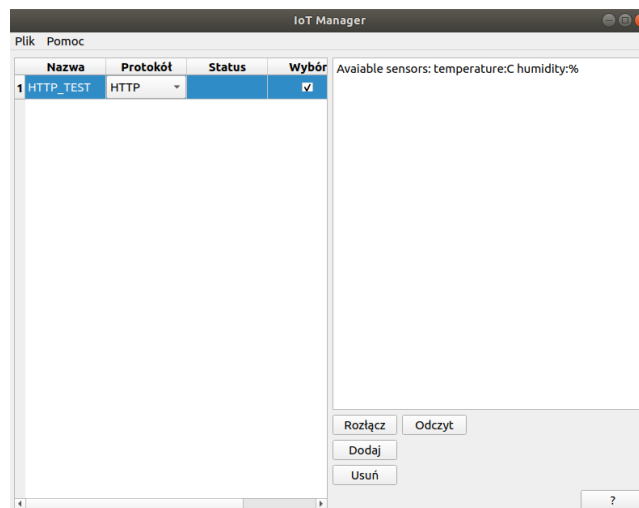 IoT Manager
Plik Pomoc
Nazwa Protokół Status Wybór
1 HTTP_TEST HTTP
Avaiable sensors: temperature:C humidity:%
Rozłącz Odczyt
Dodaj
Usuń
?